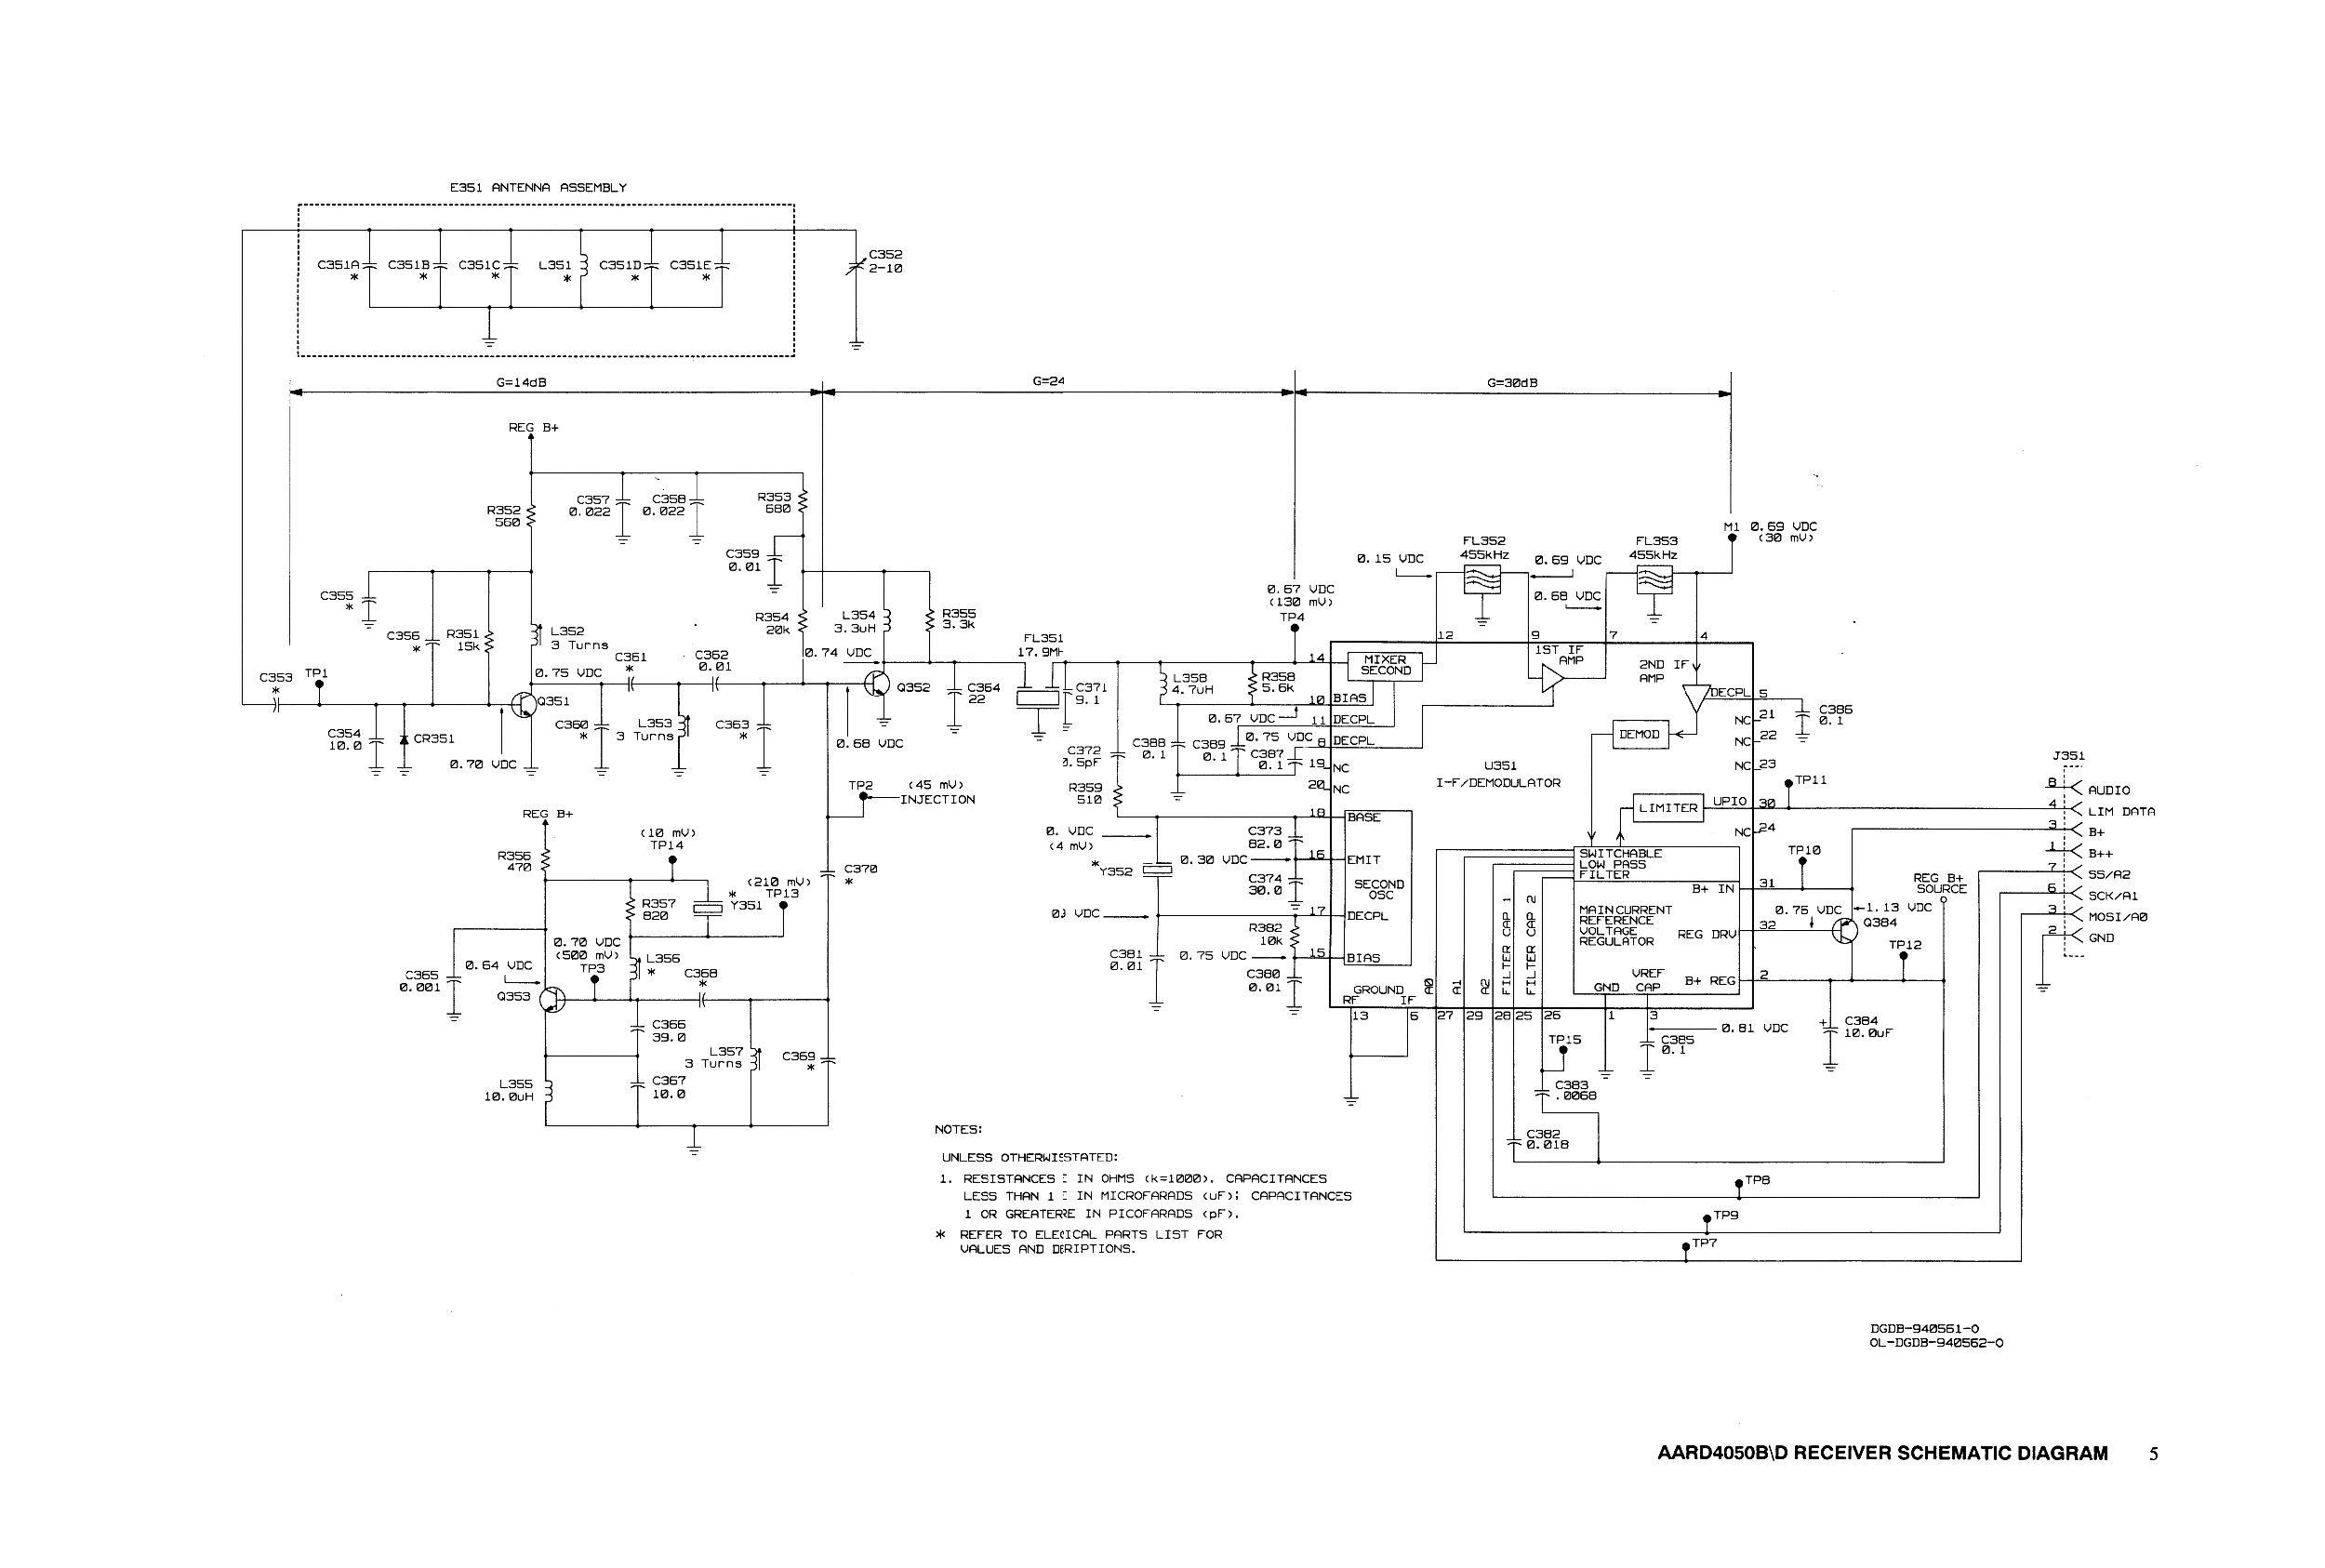 E351 ANTENNA ASSEMBLY
C351A
*
C351B
*
C351C
*
L351
*
C351D
*
C351E
*
C352
2-10
G=14dB
G=24
G=30dB
REG B+
R352
560
C357
0.022
C358
0.022
R353
680
C359
0.01
C355
*
C356
*
R351
15k
L352
3 Turns
R354
20k
L354
3.3uH
R355
3.3k
0.75 VDC
C361
*
C362
0.01
0.74 VDC
C353
*
TP1
Q351
C360
*
L353
3 Turns
C363
*
Q352
C364
22
C354
10.0
CR351
0.70 VDC
0.68 VDC
FL351
17.9MH
C371
9.1
0.67 VDC
(130 mV)
TP4
L358
4.7uH
R358
5.6k
0.67 VDC
0.75 VDC
C372
0.5pF
C388
0.1
C389
0.1
C387
0.1
R359
510
TP2
(45 mV)
INJECTION
REG B+
R356
470
(10 mV)
TP14
(210 mV)
TP13
R357
820
*
Y351
C370
*
0.70 VDC
(500 mV)
TP3
0.64 VDC
L356
*
C368
*
C365
0.001
Q353
C366
39.0
L357
3 Turns
C369
*
L355
10.0uH
C367
10.0
0. VDC
(4 mV)
*
Y352
0.30 VDC
C373
82.0
C374
30.0
VDC
C381
0.01
R382
10k
0.75 VDC
C380
0.01
0.15 VDC
FL352
455kHz
0.69 VDC
0.68 VDC
FL353
455kHz
M1 0.69 VDC
(30 mV)
12
9
7
4
14
MIXER
SECOND
1ST IF
AMP
2ND IF
AMP
10
BIAS
11
DECPL
8
DECPL
19
NC
20
NC
DECPL
5
C386
0.1
NC
21
NC
22
NC
23
DEMOD
U351
I-F/DEMODULATOR
LIMITER
UPIO
30
TP11
NC
24
18
BASE
16
EMIT
SECOND
OSC
17
DECPL
15
BIAS
SWITCHABLE
LOW PASS
FILTER
MAIN CURRENT
REFERENCE
VOLTAGE
REGULATOR
B+ IN
31
TP10
REG DRV
32
0.76 VDC
1.13 VDC
Q384
REG B+
SOURCE
TP12
VREF
CAP
GND
B+ REG
2
GROUND
RF
IF
A0
A1
A2
FILTER CAP 1
FILTER CAP 2
13
6
27
29
28
25
26
1
3
0.81 VDC
C384
10.0uF
+
TP15
C385
0.1
C383
.0068
C382
0.018
TP8
TP9
TP7
J351
8
AUDIO
4
LIM DATA
3
B+
1
B++
7
SS/A2
6
SCK/A1
3
MOSI/A0
2
GND
NOTES:
UNLESS OTHERWISSTATED:
1. RESISTANCES IN OHMS (k=1000). CAPACITANCES
LESS THAN 1 IN MICROFARADS (uF); CAPACITANCES
1 OR GREATER IN PICOFARADS (pF).
* REFER TO PARTS LIST FOR
VALUES AND
DGDB-940561-O
OL-DGDB-940562-O
AARD4050B\D RECEIVER SCHEMATIC DIAGRAM 5